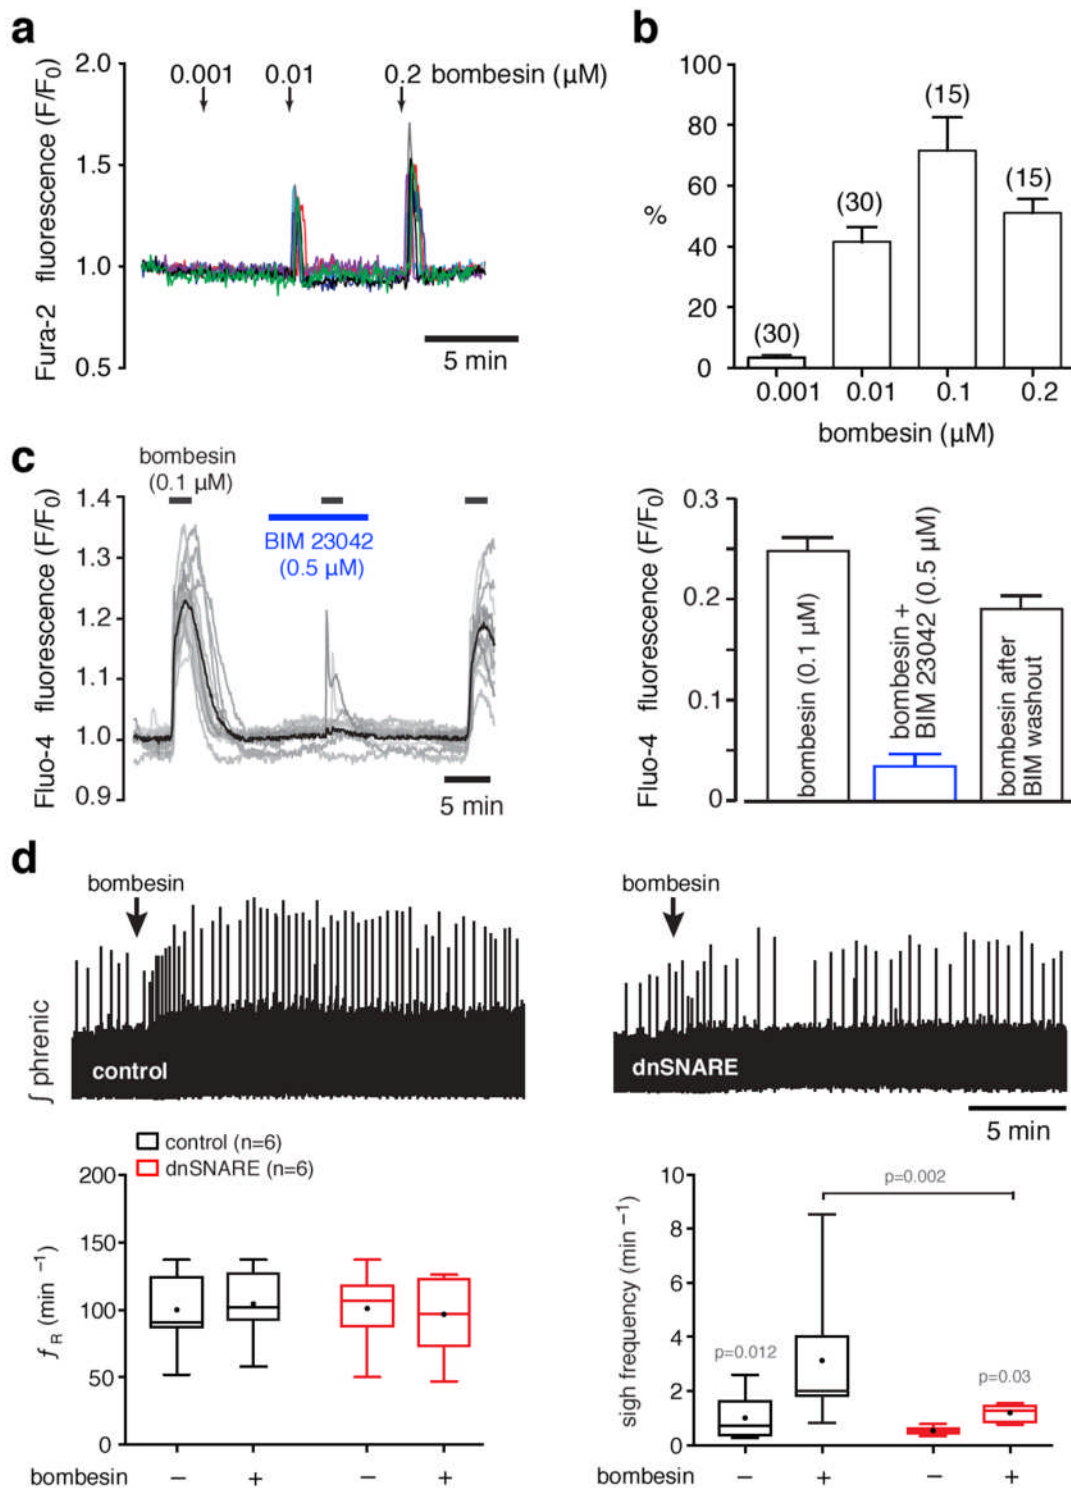 a
Fura-2 fluorescence (F/F0)
2.0
1.5
1.0
0.5
0.001
0.01
0.2 bombesin (μM)
5 min
b
%
100
80
60
40
20
0
(30)
(30)
(15)
(15)
0.001
0.01
0.1
0.2
bombesin (μM)
c
Fluo-4 fluorescence (F/F0)
1.4
1.3
1.2
1.1
1.0
0.9
bombesin
(0.1 μM)
BIM 23042
(0.5 μM)
5 min
Fluo-4 fluorescence (F/F0)
0.3
0.2
0.1
0
bombesin (0.1 μM)
bombesin +
BIM 23042 (0.5 μM)
bombesin after
BIM washout
d
∫ phrenic
bombesin
control
bombesin
dnSNARE
5 min
control (n=6)
dnSNARE (n=6)
fR (min −1)
200
150
100
50
0
bombesin − + − +
sigh frequency (min −1)
10
8
6
4
2
0
p=0.002
p=0.012
p=0.03
bombesin − + − +